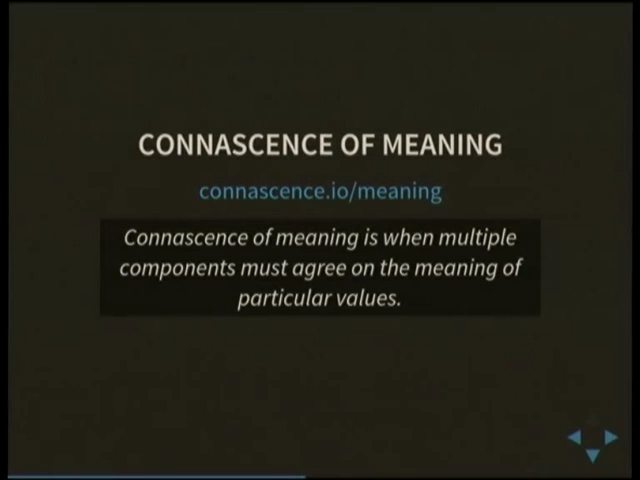 CONNASCENCE OF MEANING
connascence.io/meaning
Connascence of meaning is when multiple
components must agree on the meaning of
particular values.